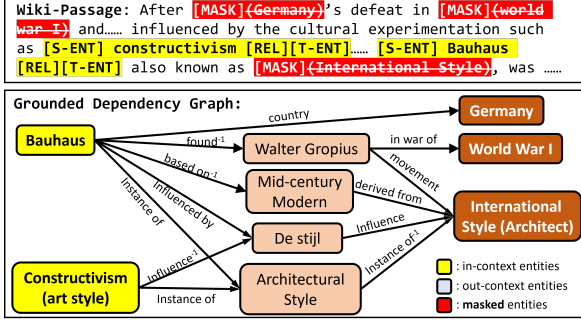 Wiki-Passage: After [MASK](Germany)'s defeat in [MASK](world
war I) and…… influenced by the cultural experimentation such
as [S-ENT] constructivism [REL][T-ENT]…… [S-ENT] Bauhaus
[REL][T-ENT] also known as [MASK](International Style), was ……
Grounded Dependency Graph:
country
Germany
Bauhaus
found⁻¹
Walter Gropius
in war of
World War I
based on⁻¹
movement
Mid-century
Modern
derived from
Influenced by
Instance of
International
Style (Architect)
De stijl
Influence
Influence⁻¹
Instance of⁻¹
Constructivism
(art style)
Instance of
Architectural
Style
: in-context entities
: out-context entities
: masked entities